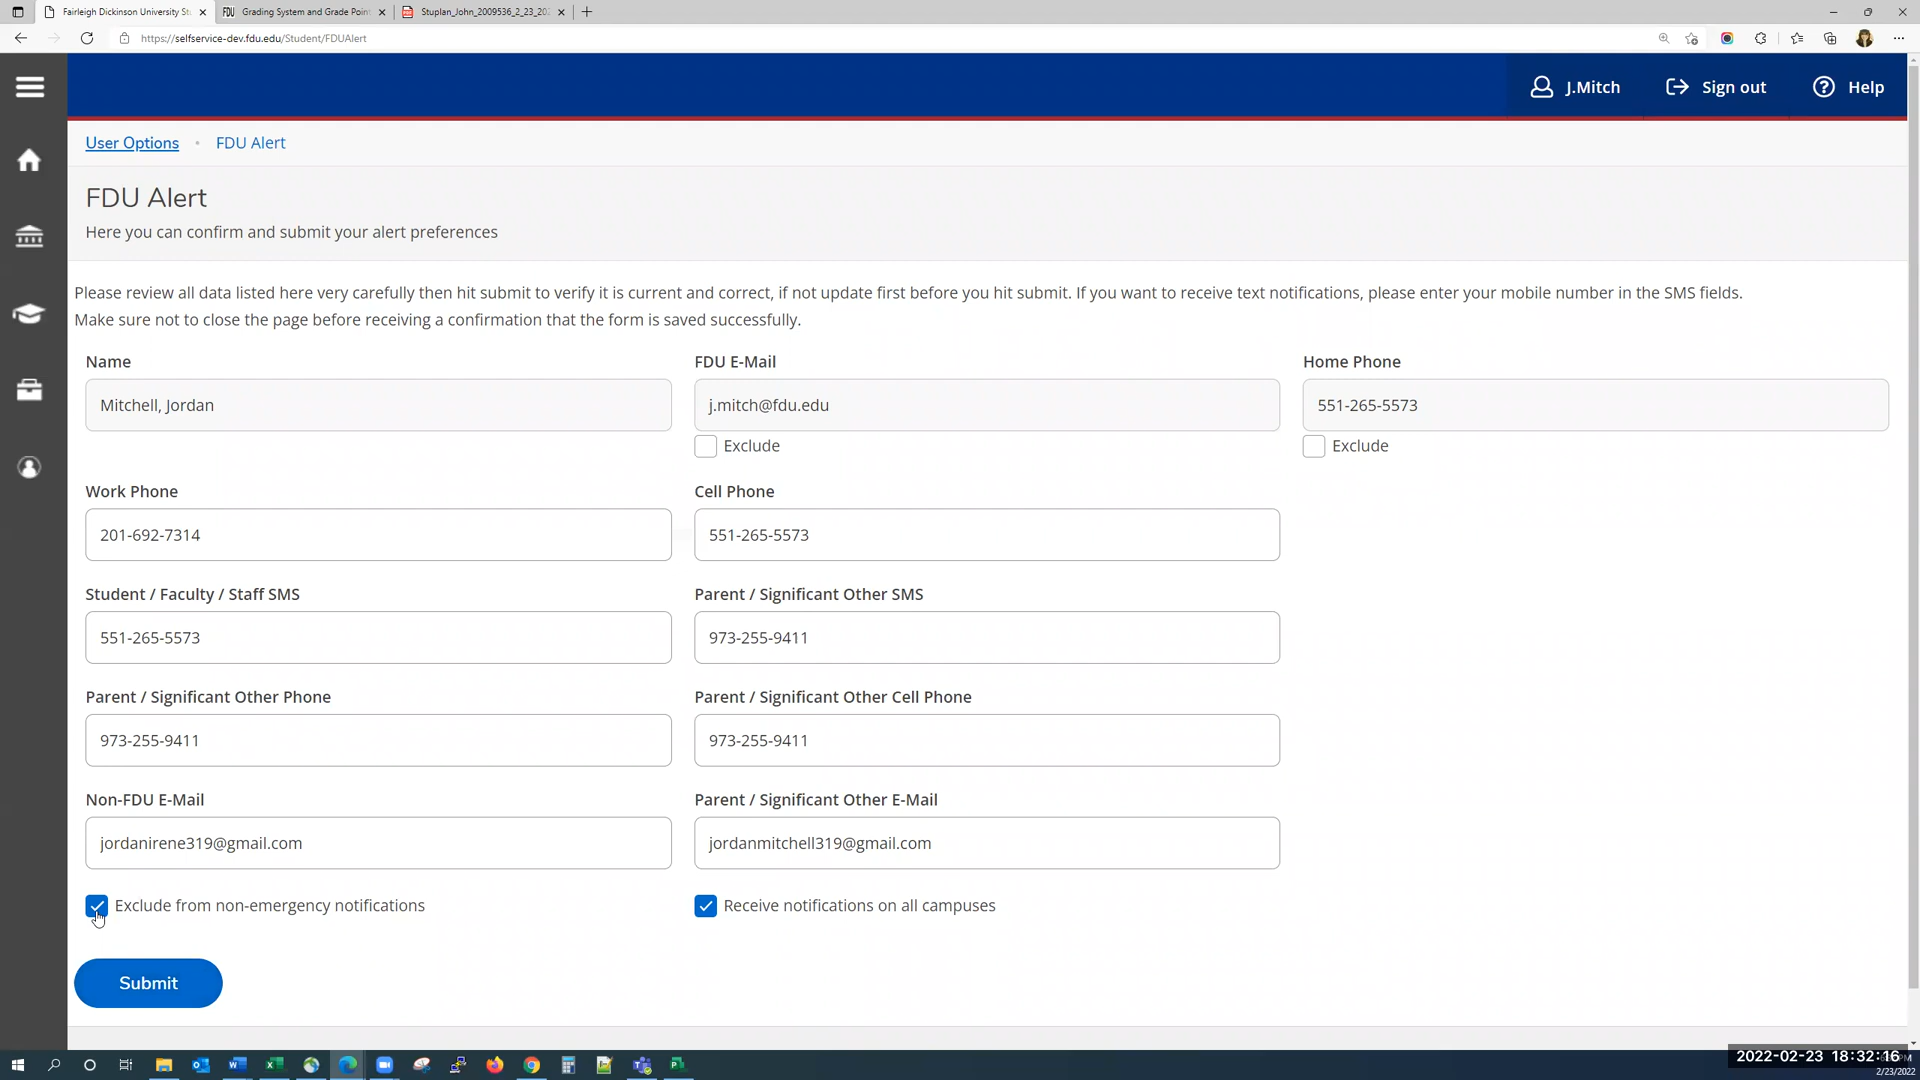 Fairleigh Dickinson University St
Grading System and Grade Poin
Stuplan_John_2009536_2_23_20
https://selfservice-dev.fdu.edu/Student/FDUAlert
J.Mitch
Sign out
Help
User Options • FDU Alert
FDU Alert
Here you can confirm and submit your alert preferences
Please review all data listed here very carefully then hit submit to verify it is current and correct, if not update first before you hit submit. If you want to receive text notifications, please enter your mobile number in the SMS fields.
Make sure not to close the page before receiving a confirmation that the form is saved successfully.
Name FDU E-Mail Home Phone
Mitchell, Jordan j.mitch@fdu.edu 551-265-5573
Exclude Exclude
Work Phone Cell Phone
201-692-7314 551-265-5573
Student / Faculty / Staff SMS Parent / Significant Other SMS
551-265-5573 973-255-9411
Parent / Significant Other Phone Parent / Significant Other Cell Phone
973-255-9411 973-255-9411
Non-FDU E-Mail Parent / Significant Other E-Mail
jordanirene319@gmail.com jordanmitchell319@gmail.com
Exclude from non-emergency notifications Receive notifications on all campuses
Submit
2022-02-23 18:32:16
2/23/2022